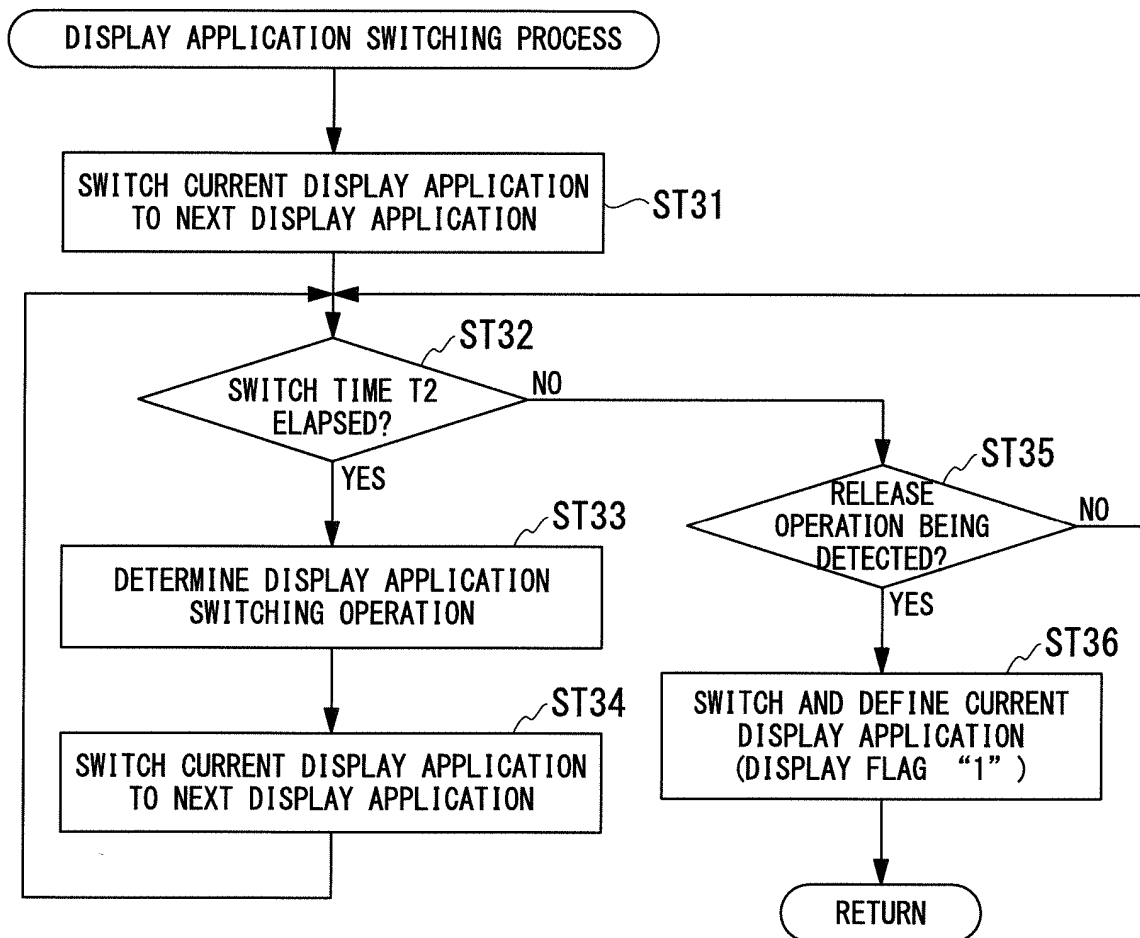 DISPLAY APPLICATION SWITCHING PROCESS
SWITCH CURRENT DISPLAY APPLICATION
TO NEXT DISPLAY APPLICATION
ST31
ST32
SWITCH TIME T2
ELAPSED?
NO
YES
ST33
DETERMINE DISPLAY APPLICATION
SWITCHING OPERATION
ST34
SWITCH CURRENT DISPLAY APPLICATION
TO NEXT DISPLAY APPLICATION
ST35
RELEASE
OPERATION BEING
DETECTED?
NO
YES
ST36
SWITCH AND DEFINE CURRENT
DISPLAY APPLICATION
(DISPLAY FLAG “1”)
RETURN